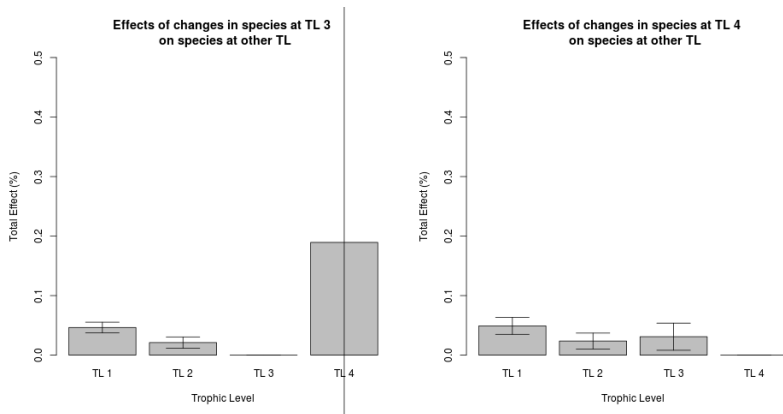 Effects of changes in species at TL 3
on species at other TL
0.5
0.4
0.3
0.2
0.1
0.0
Total Effect (%)
TL 1 TL 2 TL 3 TL 4
Trophic Level
Effects of changes in species at TL 4
on species at other TL
0.5
0.4
0.3
0.2
0.1
0.0
Total Effect (%)
TL 1 TL 2 TL 3 TL 4
Trophic Level